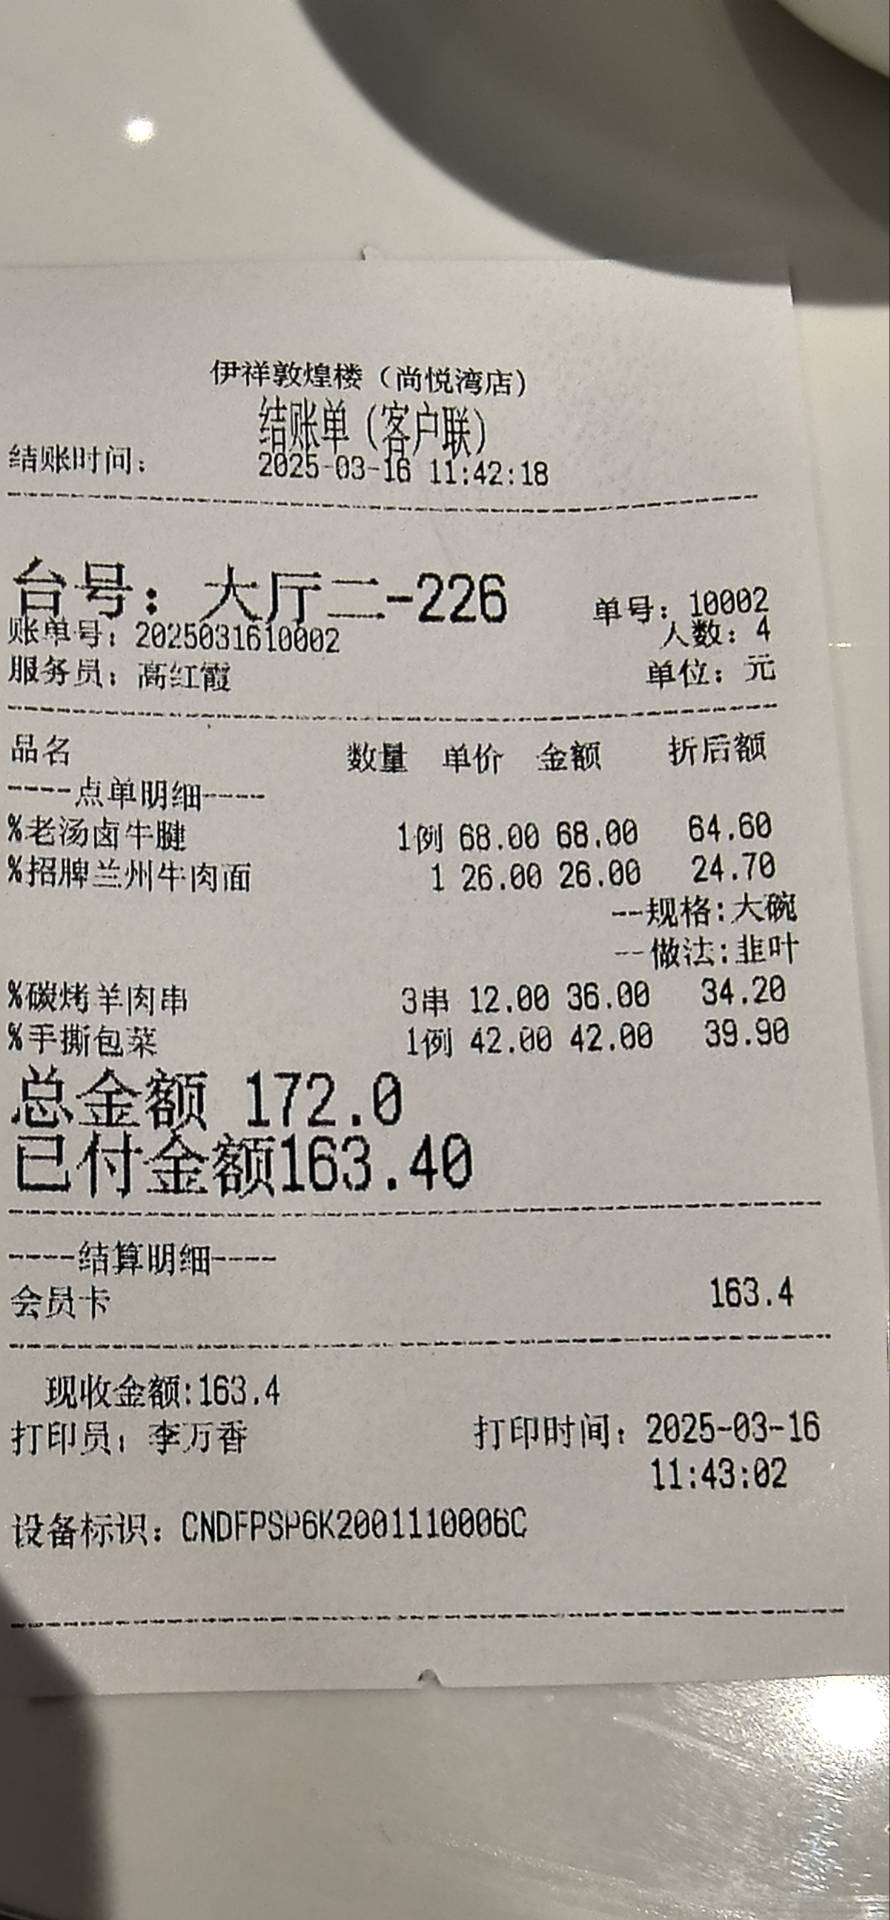 伊祥敦煌楼（尚悦湾店）
结账单（客户联）
结账时间： 2025-03-16 11:42:18
台号：大厅二-226 单号：10002
账单号：2025031610002 人数：4
服务员：高红霞 单位：元
品名 数量 单价 金额 折后额
----点单明细----
%老汤卤牛腱 1例 68.00 68.00 64.60
%招牌兰州牛肉面 1 26.00 26.00 24.70
--规格:大碗
--做法:韭叶
%碳烤羊肉串 3串 12.00 36.00 34.20
%手撕包菜 1例 42.00 42.00 39.90
总金额 172.0
已付金额163.40
----结算明细----
会员卡 163.4
现收金额:163.4
打印员：李万香 打印时间：2025-03-16
11:43:02
设备标识：CNDFPSP6K2001110006C